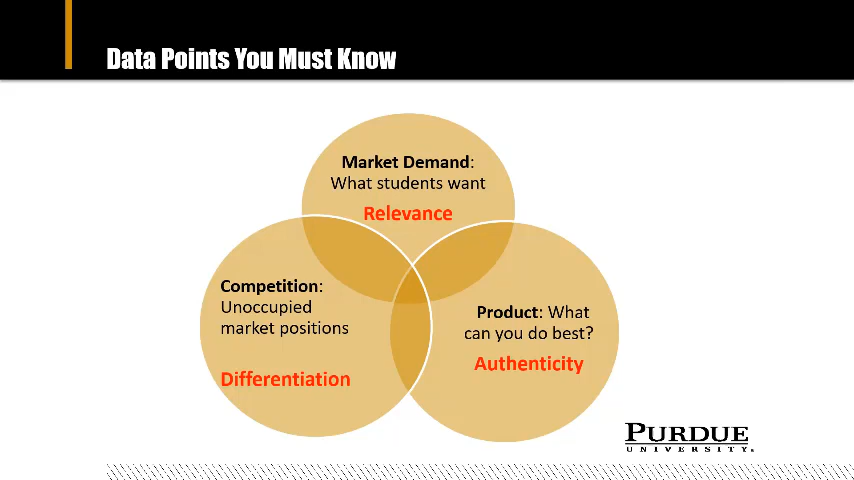 Data Points You Must Know
Market Demand:
What students want
Relevance
Competition:
Unoccupied
market positions
Differentiation
Product: What
can you do best?
Authenticity
PURDUE
UNIVERSITY.